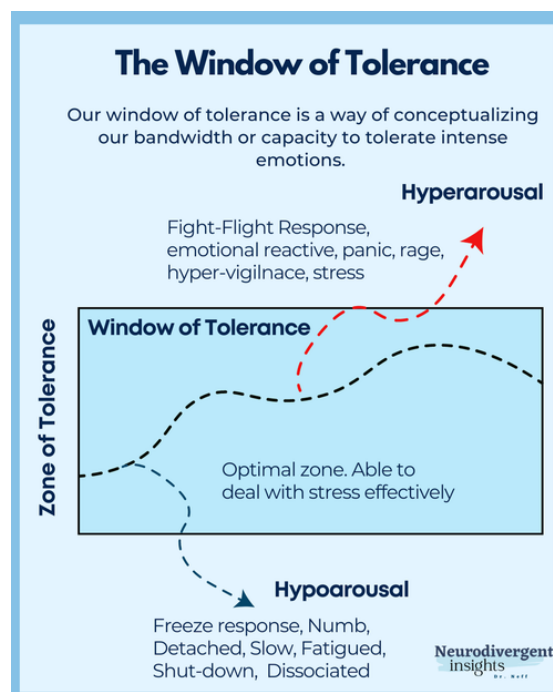 The Window of Tolerance
Our window of tolerance is a way of conceptualizing
our bandwidth or capacity to tolerate intense
emotions.
Hyperarousal
Fight-Flight Response,
emotional reactive, panic, rage,
hyper-vigilnace, stress
Window of Tolerance
Zone of Tolerance
Optimal zone. Able to
deal with stress effectively
Hypoarousal
Freeze response, Numb,
Detached, Slow, Fatigued,
Shut-down, Dissociated
Neurodivergent
insights
Dr. Neff